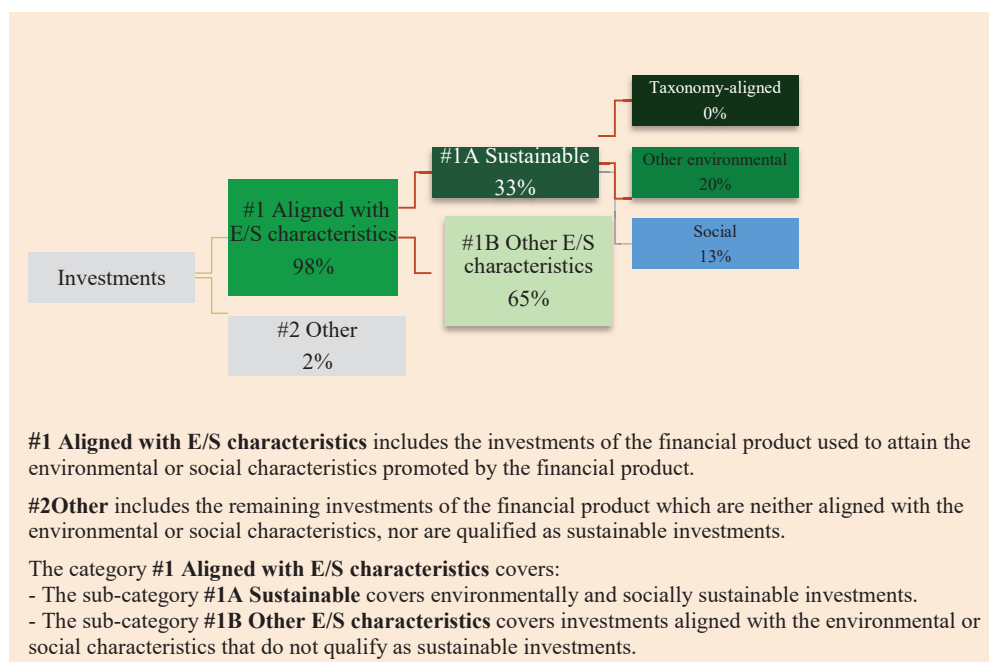 Taxonomy-aligned
0%
#1A Sustainable
33%
Other environmental
20%
#1 Aligned with
E/S characteristics
98%
#1B Other E/S
characteristics
65%
Social
13%
Investments
#2 Other
2%
#1 Aligned with E/S characteristics includes the investments of the financial product used to attain the
environmental or social characteristics promoted by the financial product.
#2Other includes the remaining investments of the financial product which are neither aligned with the
environmental or social characteristics, nor are qualified as sustainable investments.
The category #1 Aligned with E/S characteristics covers:
- The sub-category #1A Sustainable covers environmentally and socially sustainable investments.
- The sub-category #1B Other E/S characteristics covers investments aligned with the environmental or
social characteristics that do not qualify as sustainable investments.